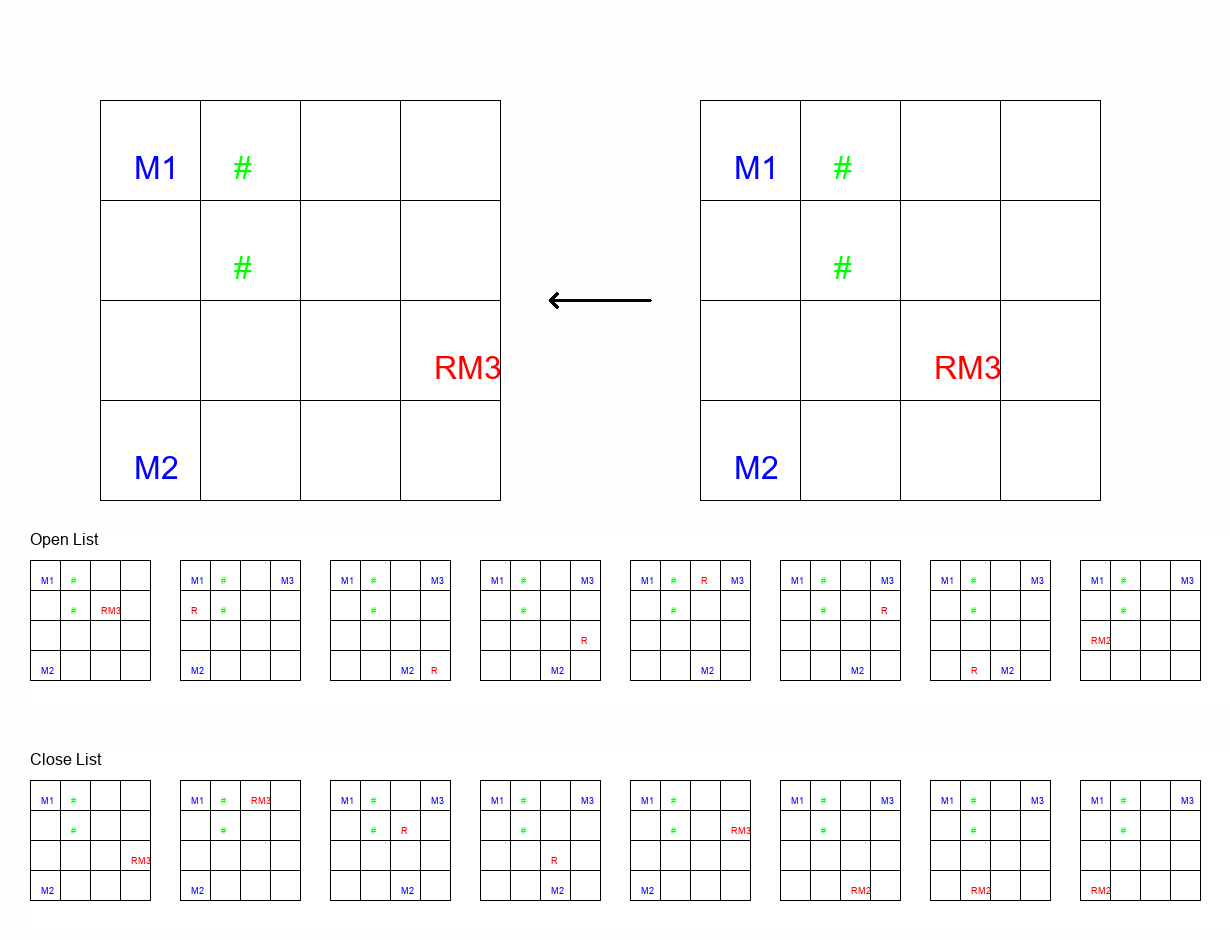 M1 # M1 #
# #
RM3 RM3
M2 M2
Open List
M1 # M1 # M3 M1 # M3 M1 # M3 M1 # R M3 M1 # M3 M1 # M3 M1 # M3
# RM3 R # # # # # R # #
R RM2
M2 M2 M2 R M2 M2 M2 R M2
Close List
M1 # M1 # RM3 M1 # M3 M1 # M3 M1 # M1 # M3 M1 # M3 M1 # M3
# # # R # # RM3 # # #
RM3 R
M2 M2 M2 M2 M2 RM2 RM2 RM2